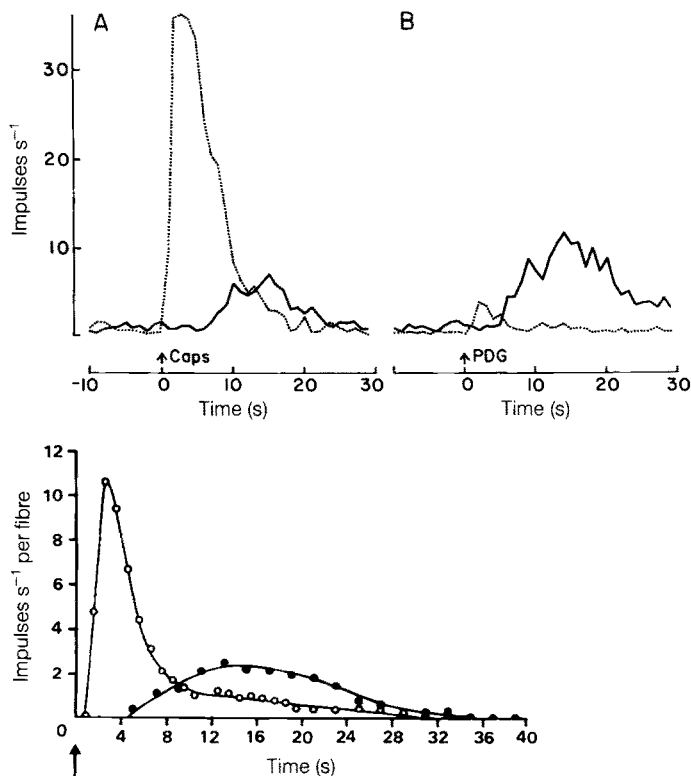 A
B
Impulses s⁻¹
30
20
10
↑Caps
↑PDG
-10 0 10 20 30
0 10 20 30
Time (s)
Time (s)
Impulses s⁻¹ per fibre
12
10
8
6
4
2
0
4 8 12 16 20 24 28 32 36 40
Time (s)